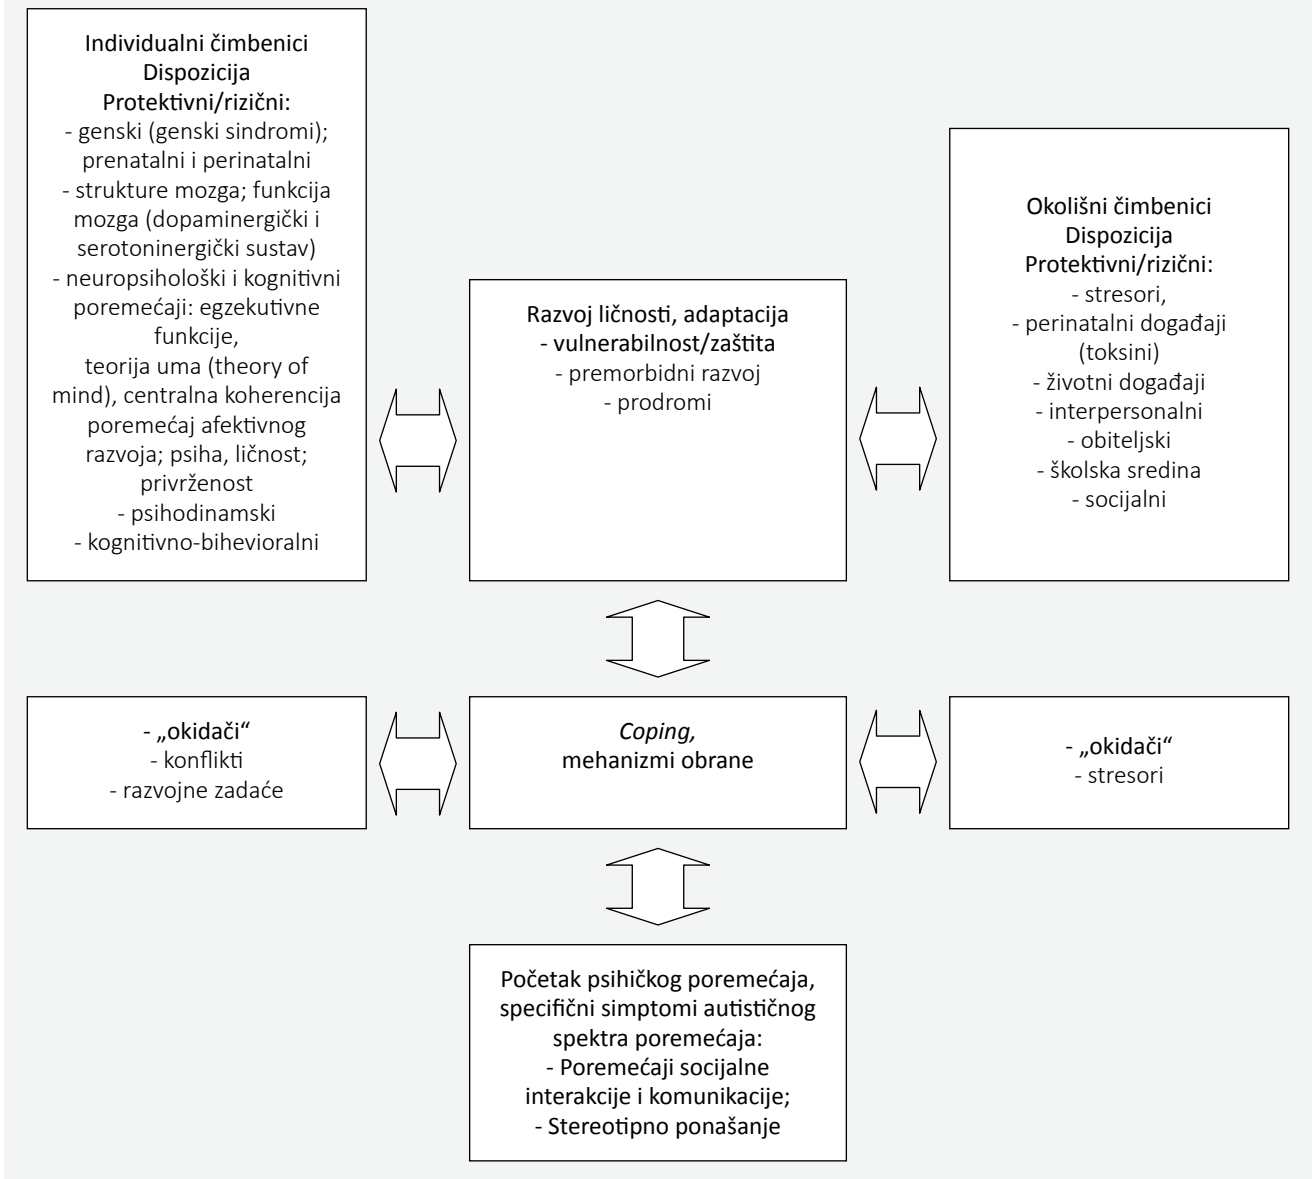 Individualni čimbenici
Dispozicija
Protektivni/rizični:
- genski (genski sindromi);
prenatalni i perinatalni
- strukture mozga; funkcija
mozga (dopaminergički i
serotoninergički sustav)
- neuropsihološki i kognitivni
poremećaji: egzekutivne
funkcije,
teorija uma (theory of
mind), centralna koherencija
poremećaj afektivnog
razvoja; psiha, ličnost;
privrženost
- psihodinamski
- kognitivno-bihevioralni
Razvoj ličnosti, adaptacija
- vulnerabilnost/zaštita
- premorbidni razvoj
- prodromi
Okolišni čimbenici
Dispozicija
Protektivni/rizični:
- stresori,
- perinatalni događaji
(toksini)
- životni događaji
- interpersonalni
- obiteljski
- školska sredina
- socijalni
- „okidači“
- konflikti
- razvojne zadaće
Coping,
mehanizmi obrane
- „okidači“
- stresori
Početak psihičkog poremećaja,
specifični simptomi autističnog
spektra poremećaja:
- Poremećaji socijalne
interakcije i komunikacije;
- Stereotipno ponašanje